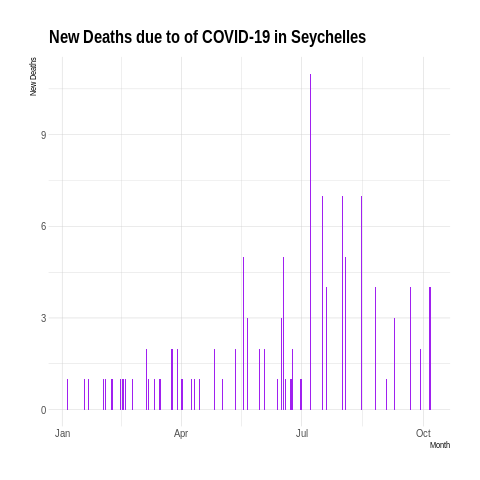 New Deaths due to of COVID-19 in Seychelles
New Deaths
9
6
3
0
Jan Apr Jul Oct
Month